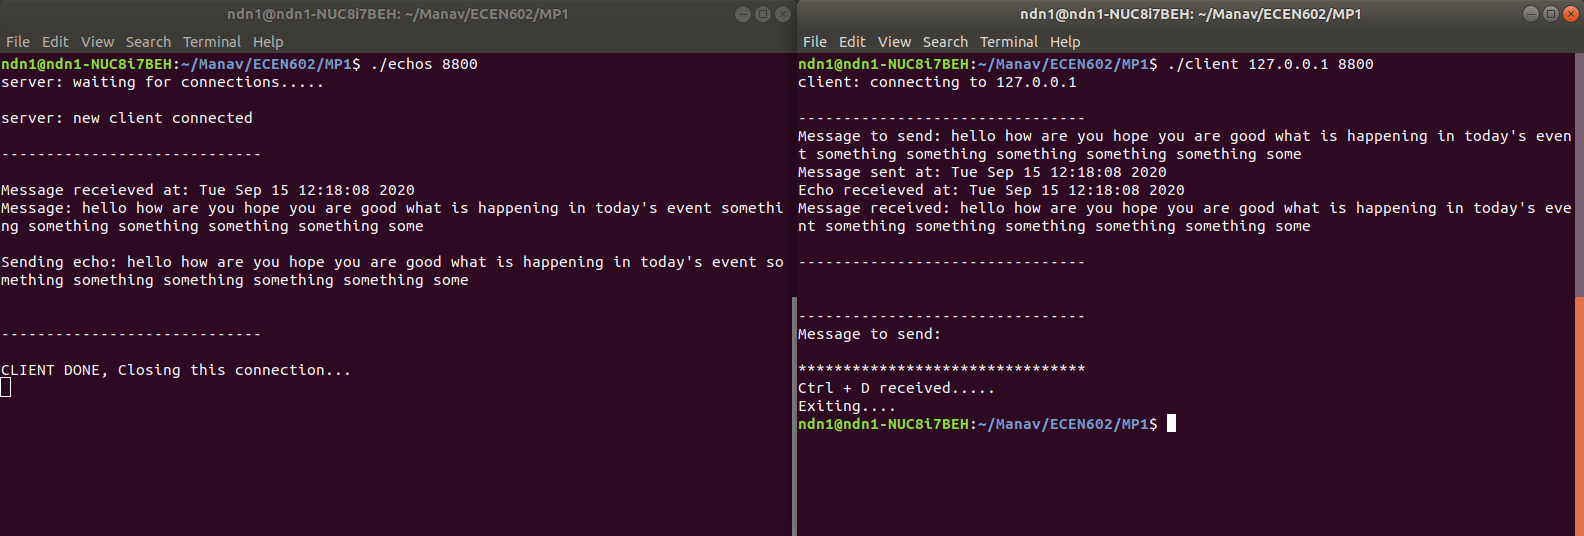 ndn1@ndn1-NUC8i7BEH: ~/Manav/ECEN602/MP1
File Edit View Search Terminal Help
ndn1@ndn1-NUC8i7BEH:~/Manav/ECEN602/MP1$ ./echos 8800
server: waiting for connections.....
server: new client connected
-----------------------------
Message receieved at: Tue Sep 15 12:18:08 2020
Message: hello how are you hope you are good what is happening in today's event somethi
ng something something something something some
Sending echo: hello how are you hope you are good what is happening in today's event so
mething something something something something some
-----------------------------
CLIENT DONE, Closing this connection...
ndn1@ndn1-NUC8i7BEH: ~/Manav/ECEN602/MP1
File Edit View Search Terminal Help
ndn1@ndn1-NUC8i7BEH:~/Manav/ECEN602/MP1$ ./client 127.0.0.1 8800
client: connecting to 127.0.0.1
--------------------------------
Message to send: hello how are you hope you are good what is happening in today's even
t something something something something something some
Message sent at: Tue Sep 15 12:18:08 2020
Echo receieved at: Tue Sep 15 12:18:08 2020
Message received: hello how are you hope you are good what is happening in today's eve
nt something something something something something some
--------------------------------
--------------------------------
Message to send:
********************************
Ctrl + D received.....
Exiting....
ndn1@ndn1-NUC8i7BEH:~/Manav/ECEN602/MP1$